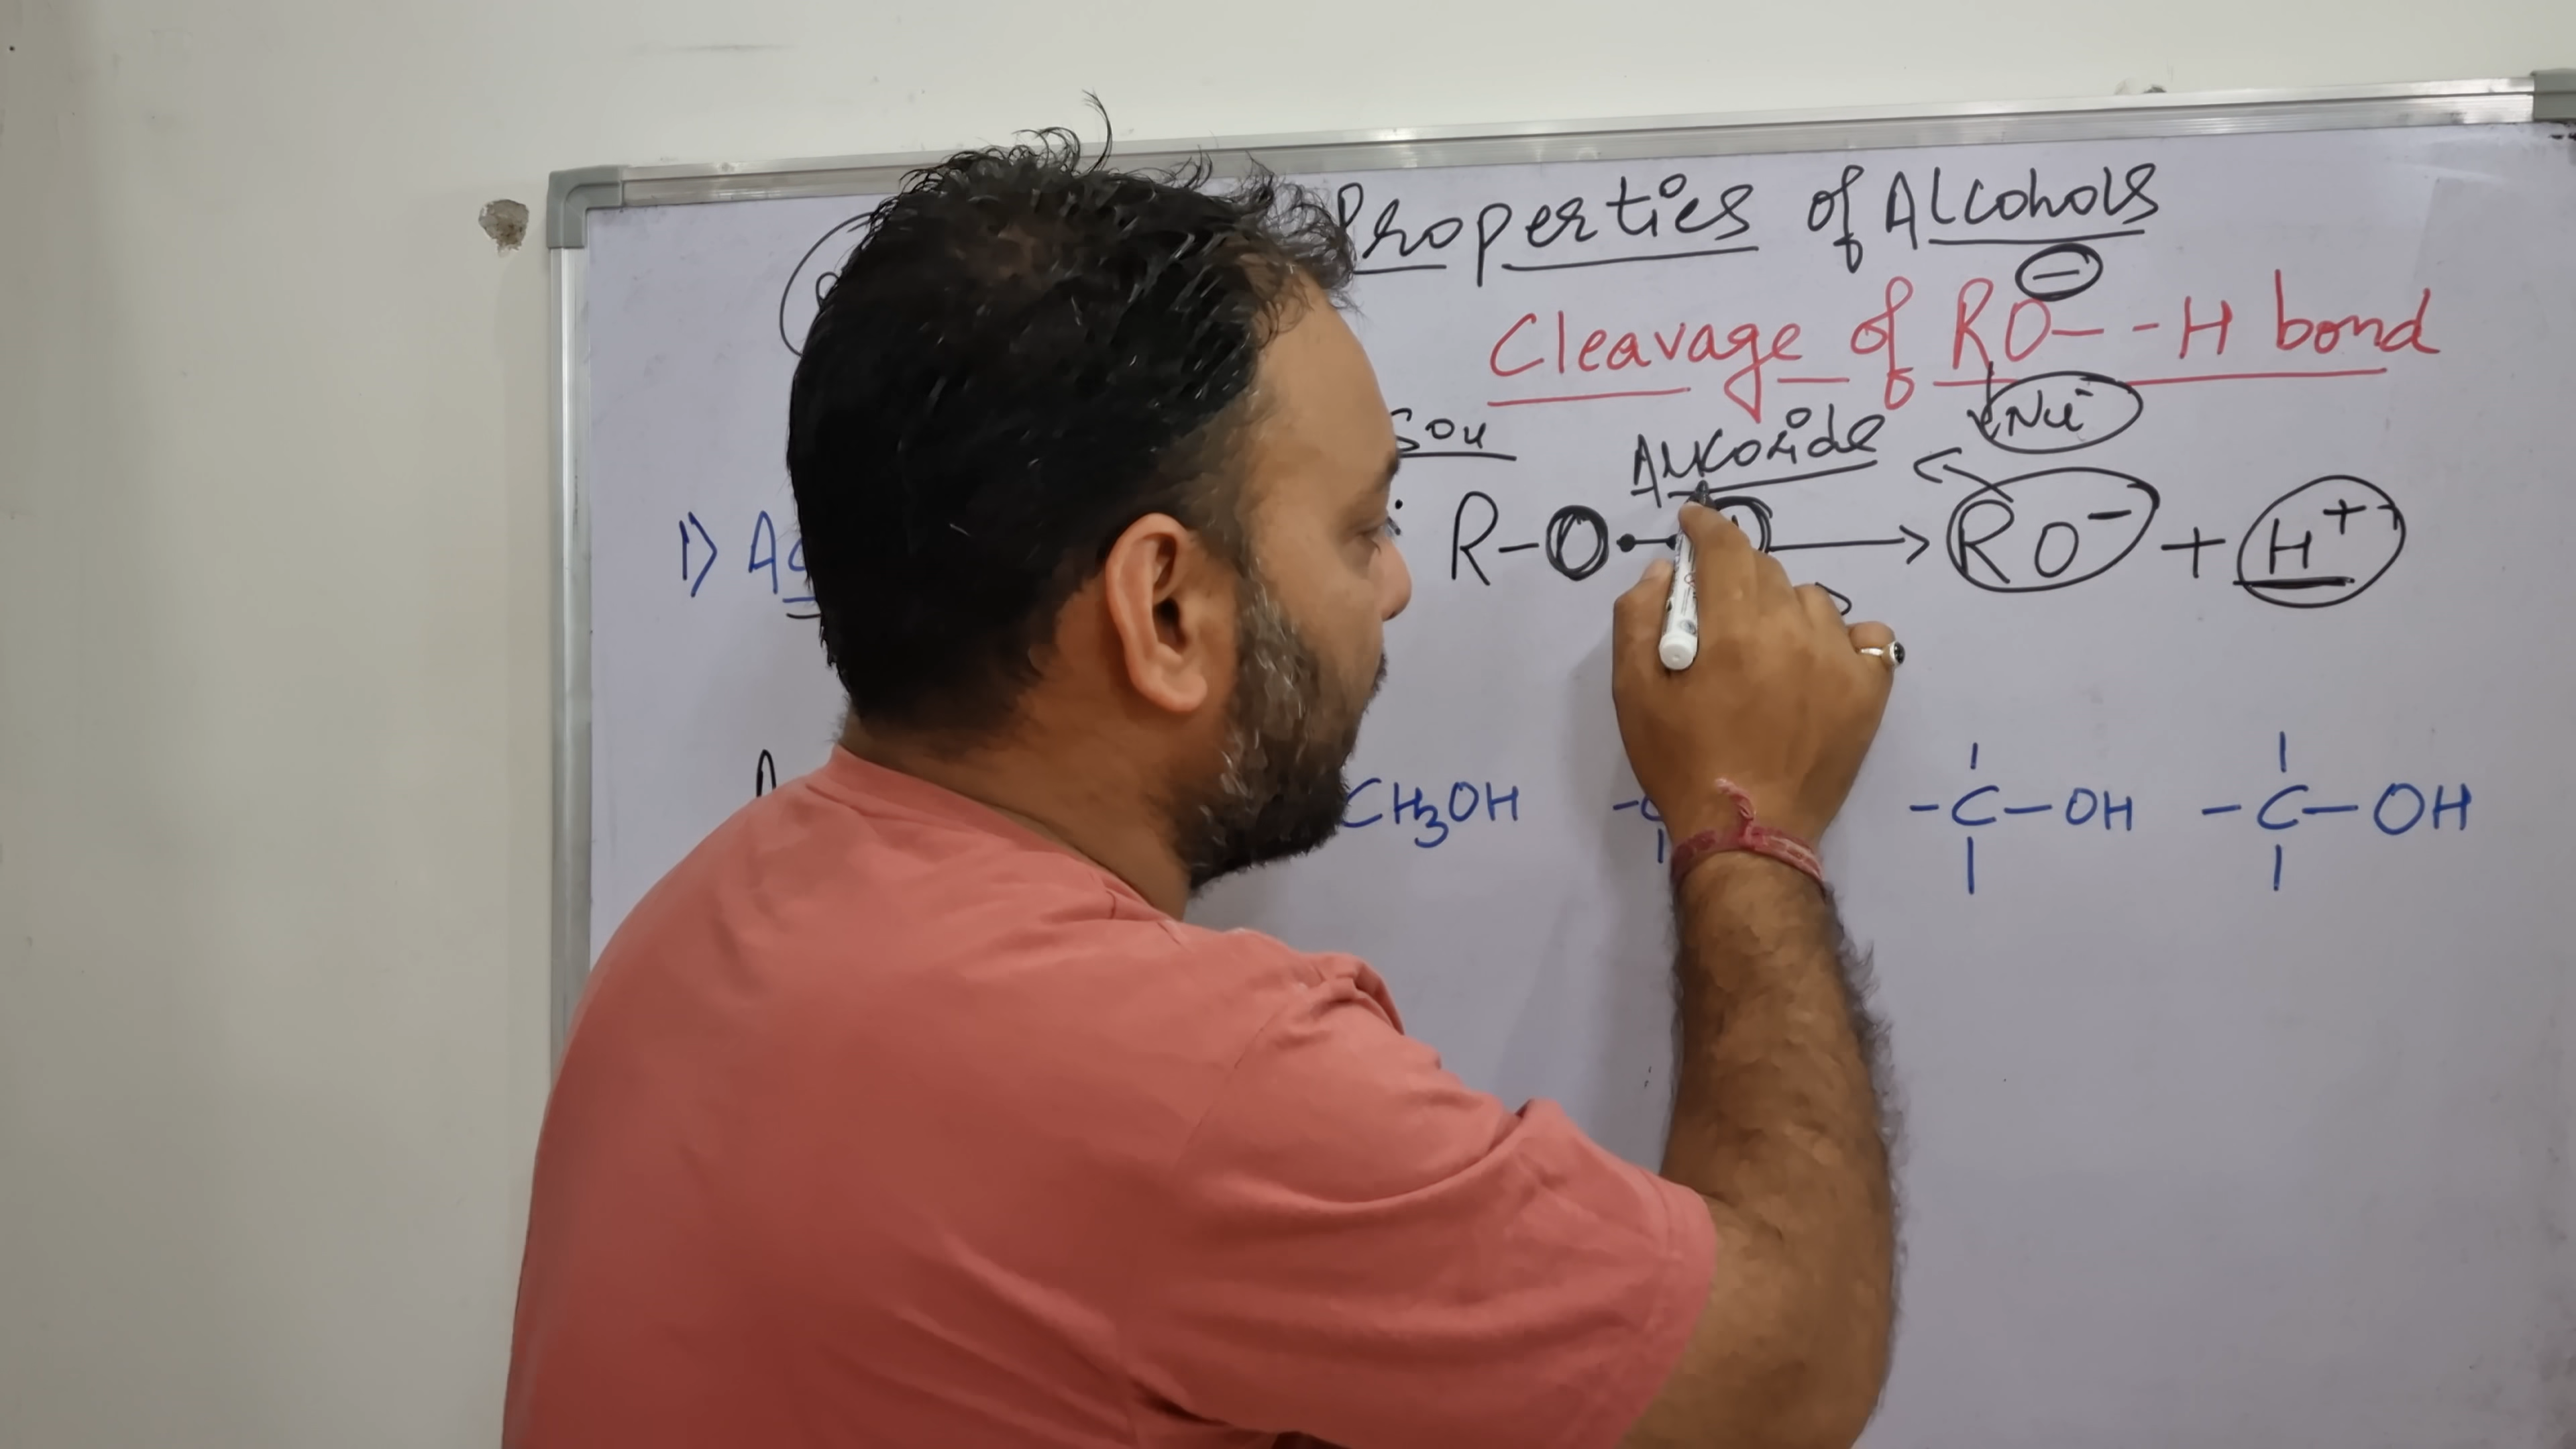 Properties of Alcohols
Cleavage of RO- -H bond
Nu⁻
Alkoxide
1)
R-O → RO⁻ + H⁺
CH₃OH -C -C-OH -C-OH